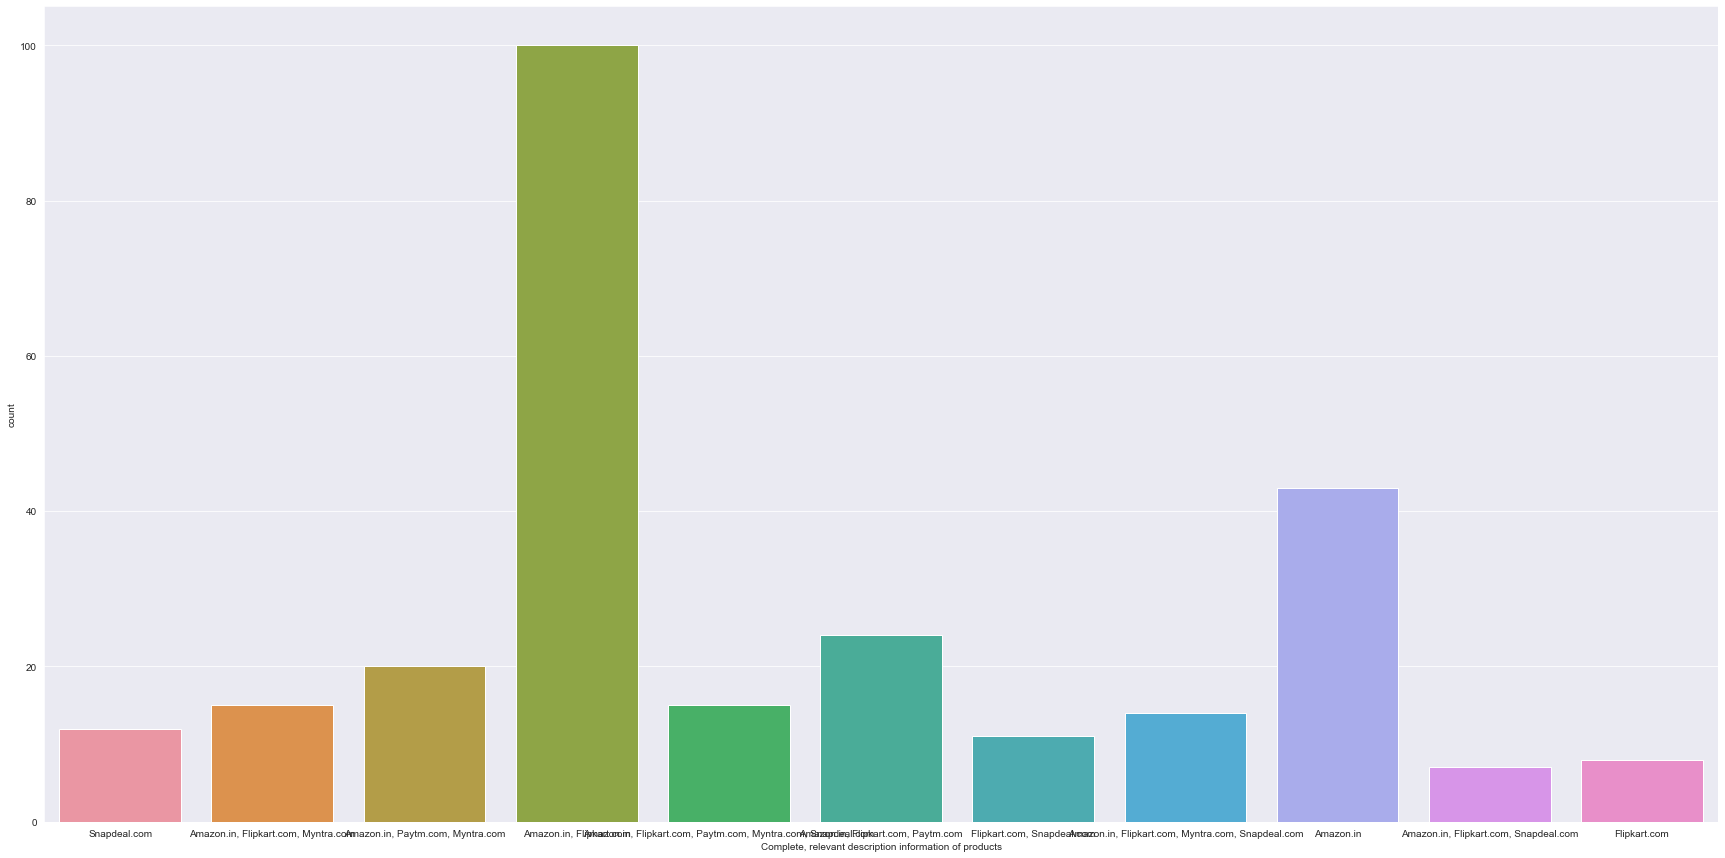 100
80
60
40
20
0
count
Snapdeal.com
Amazon.in, Flipkart.com, Myntra.com
Amazon.in, Paytm.com, Myntra.com
Amazon.in, Flipkart.com
Amazon.in, Flipkart.com, Paytm.com, Myntra.com, Snapdeal.com
Amazon.in, Flipkart.com, Paytm.com
Flipkart.com, Snapdeal.com
Amazon.in, Flipkart.com, Myntra.com, Snapdeal.com
Amazon.in
Amazon.in, Flipkart.com, Snapdeal.com
Flipkart.com
Complete, relevant description information of products